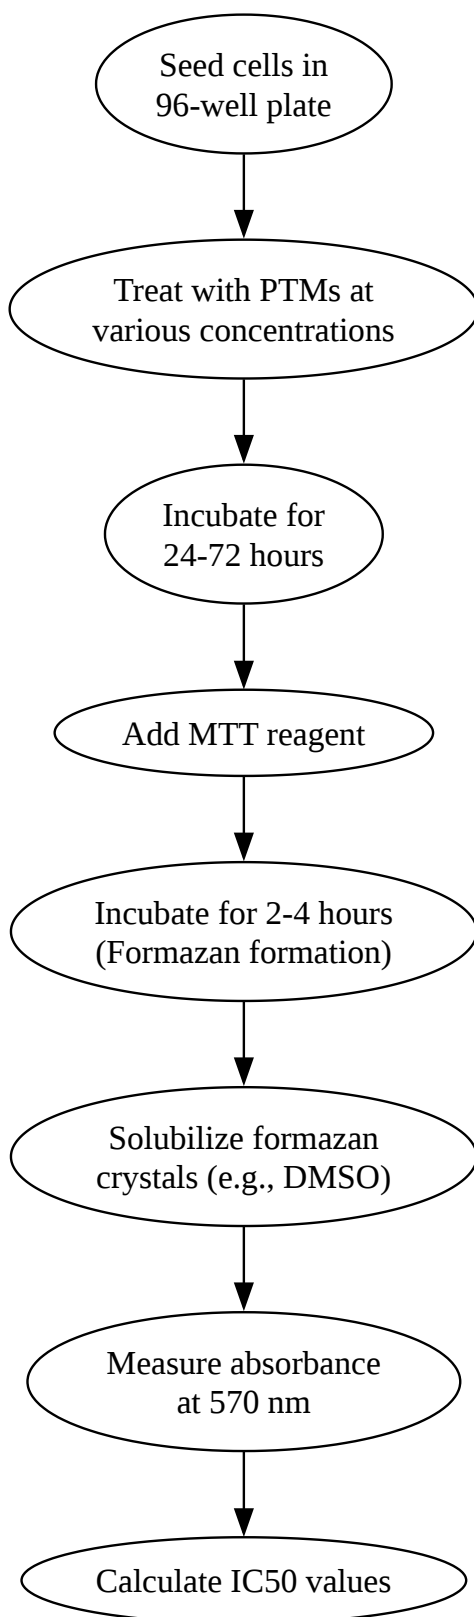 Seed cells in
96-well plate
Treat with PTMs at
various concentrations
Incubate for
24-72 hours
Add MTT reagent
Incubate for 2-4 hours
(Formazan formation)
Solubilize formazan
crystals (e.g., DMSO)
Measure absorbance
at 570 nm
Calculate IC50 values